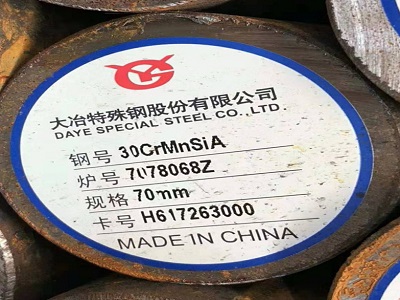 大冶特殊钢股份有限公司
DAYE SPECIAL STEEL CO.,LTD.
钢号 30CrMnSiA
炉号 7078068Z
规格 70mm
卡号 H617263000
MADE IN CHINA